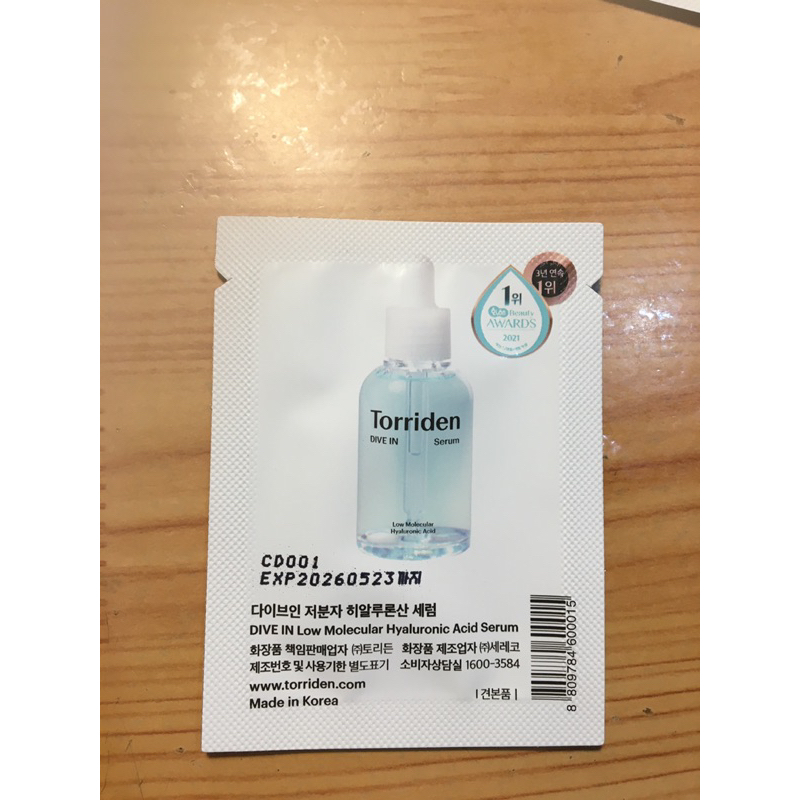 3년 연속
1위
1위
Beauty
AWARDS
2021
Torriden
DIVE IN Serum
Low Molecular
Hyaluronic Acid
CD001
EXP20260523까지
다이브인 저분자 히알루론산 세럼
DIVE IN Low Molecular Hyaluronic Acid Serum
화장품 책임판매업자 ㈜토리든 화장품 제조업자 ㈜세레코
제조번호 및 사용기한 별도표기 소비자상담실 1600-3584
www.torriden.com
Made in Korea
|견본품|
8 809784 600015